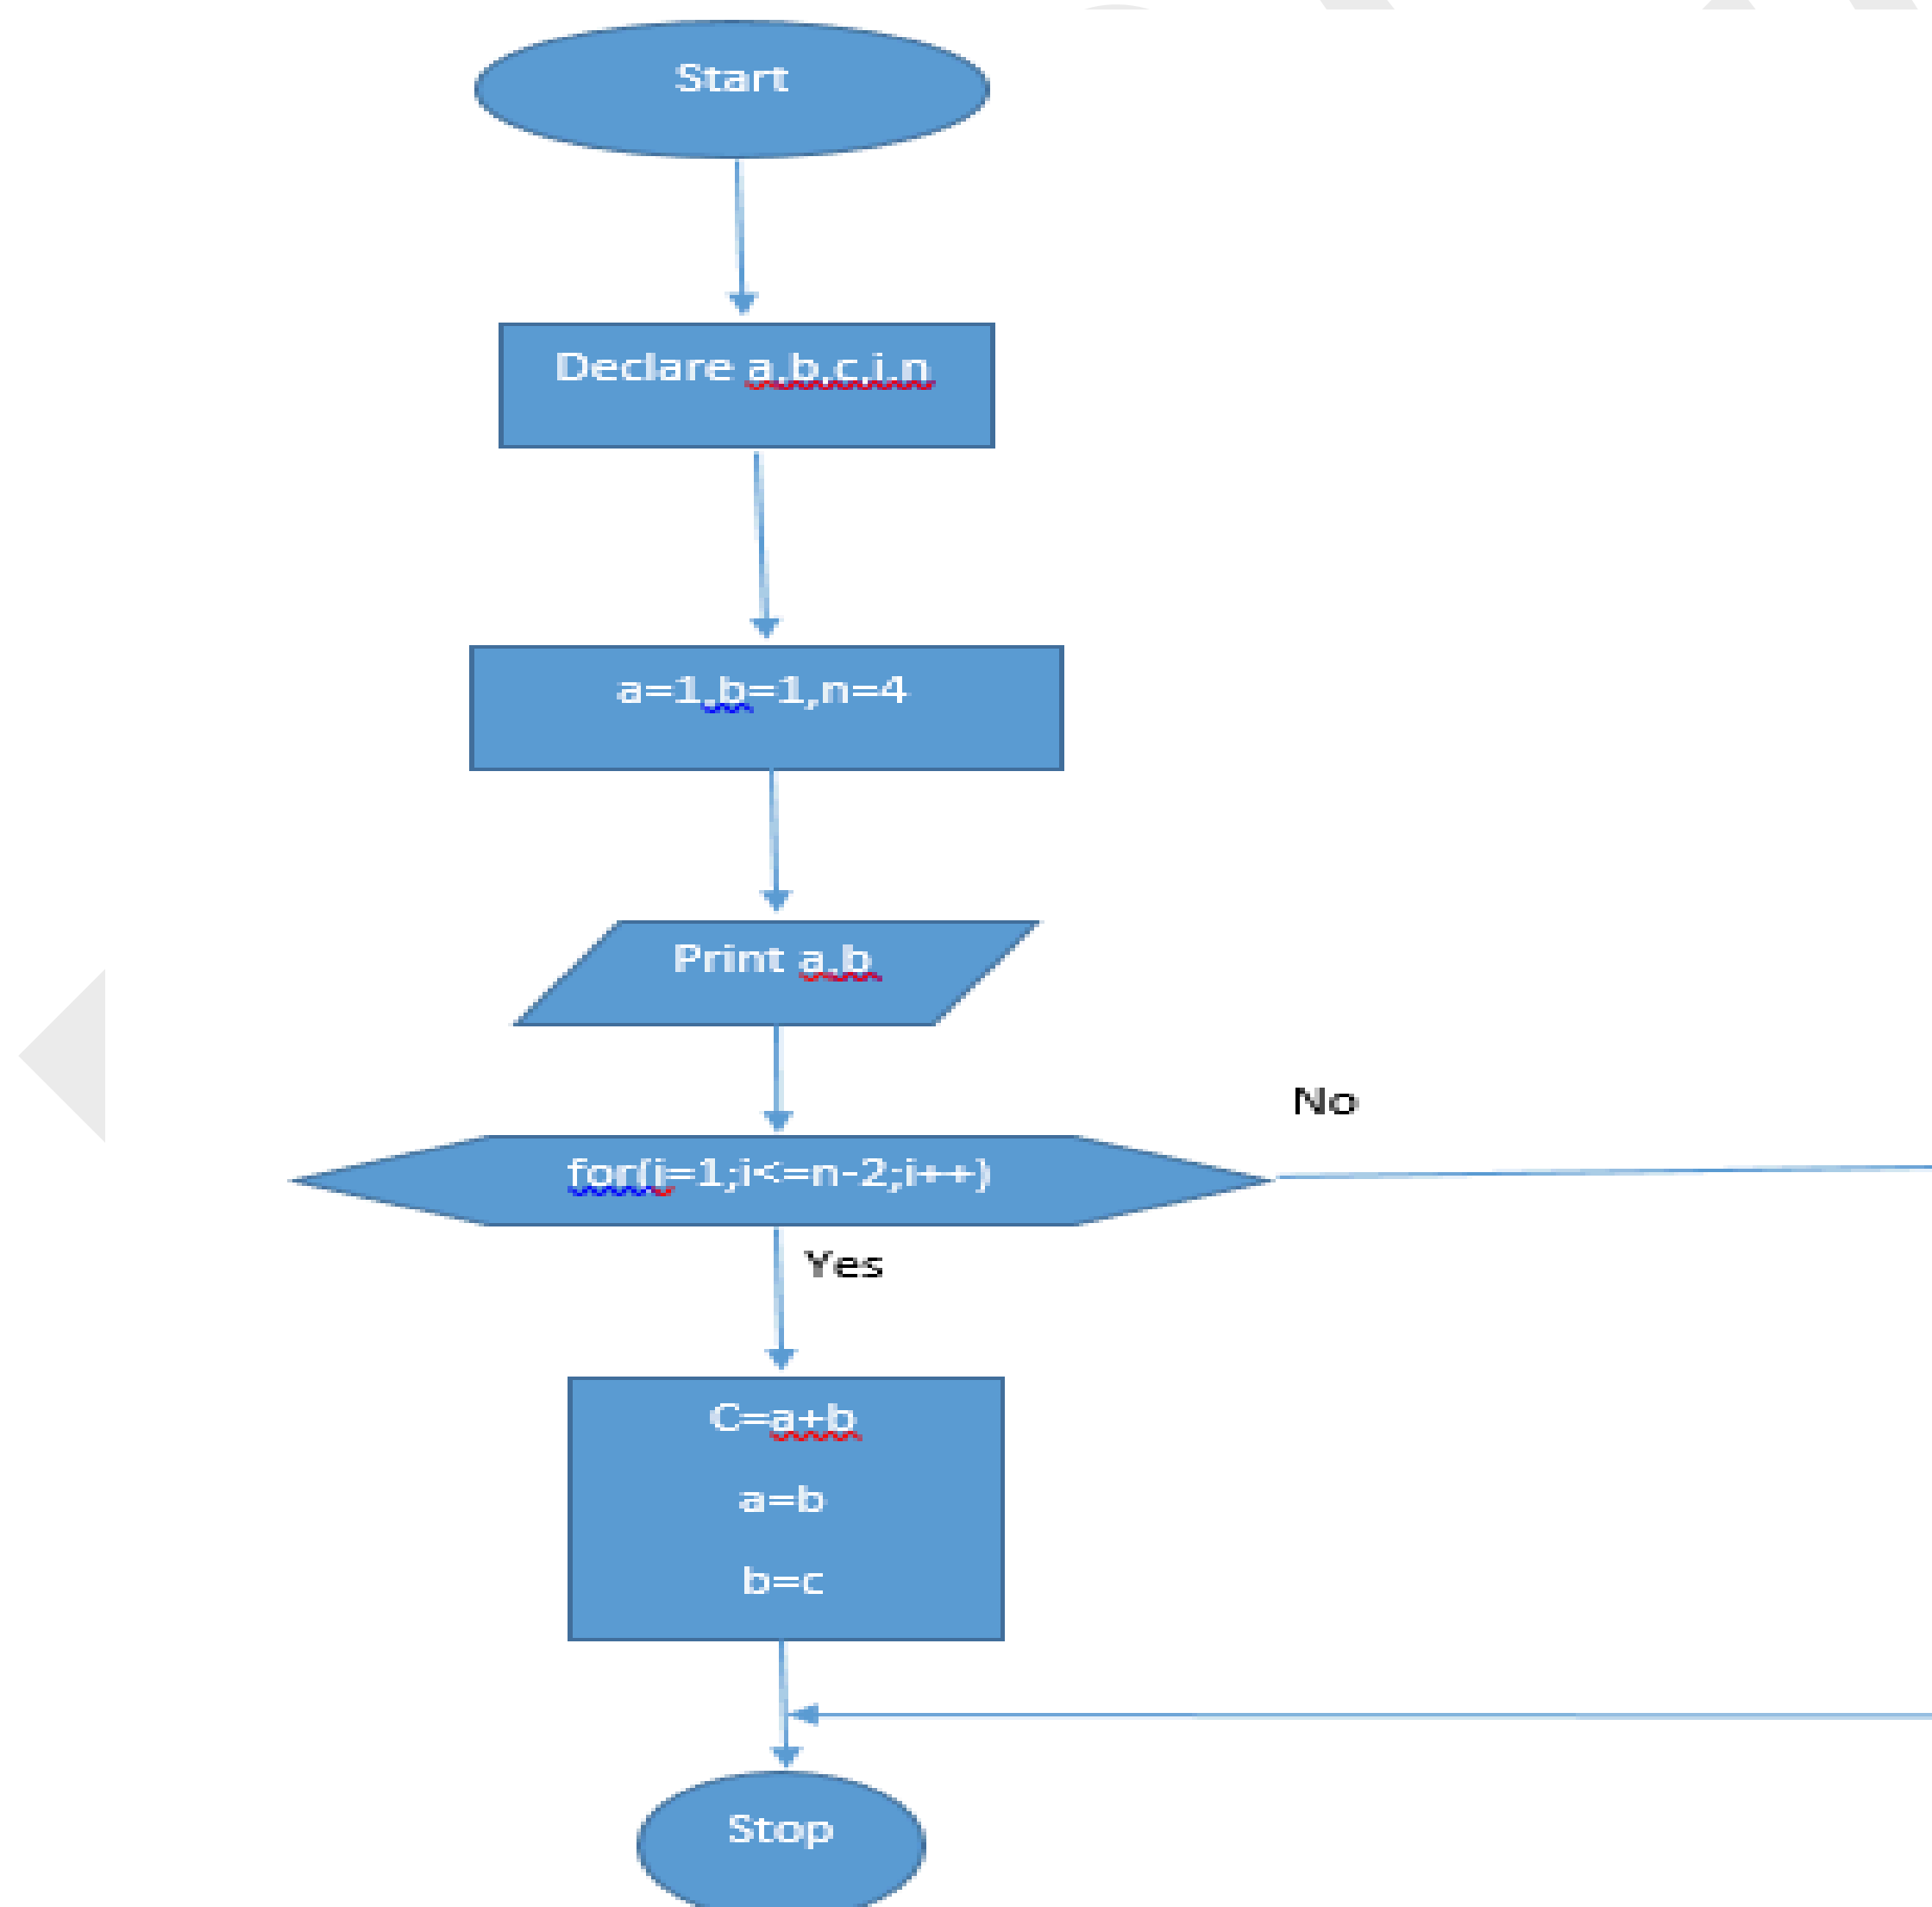 Start
Declare a,b,c,i,n
a=1,b=1,n=4
Print a,b
No
for(i=1;i<=n-2;i++)
Yes
C=a+b
a=b
b=c
Stop